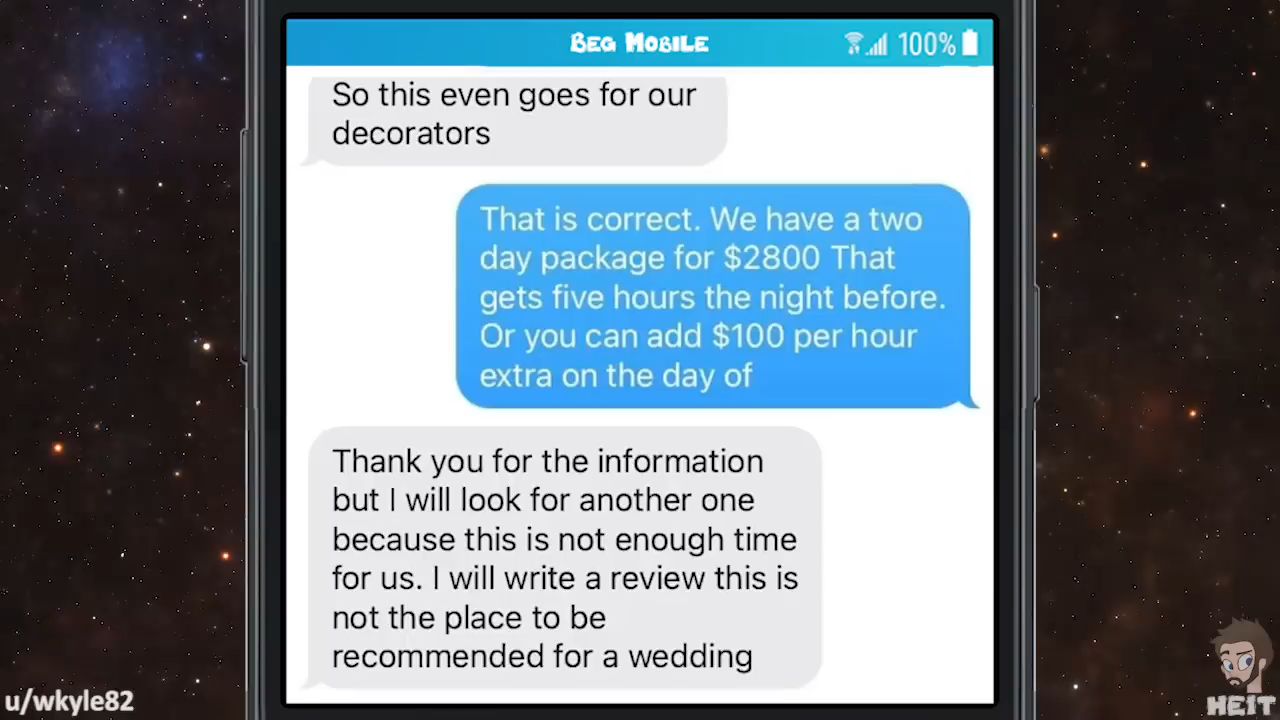 BEG MOBILE
100%
So this even goes for our
decorators
That is correct. We have a two
day package for $2800 That
gets five hours the night before.
Or you can add $100 per hour
extra on the day of
Thank you for the information
but I will look for another one
because this is not enough time
for us. I will write a review this is
not the place to be
recommended for a wedding
u/wkyle82
HEIT